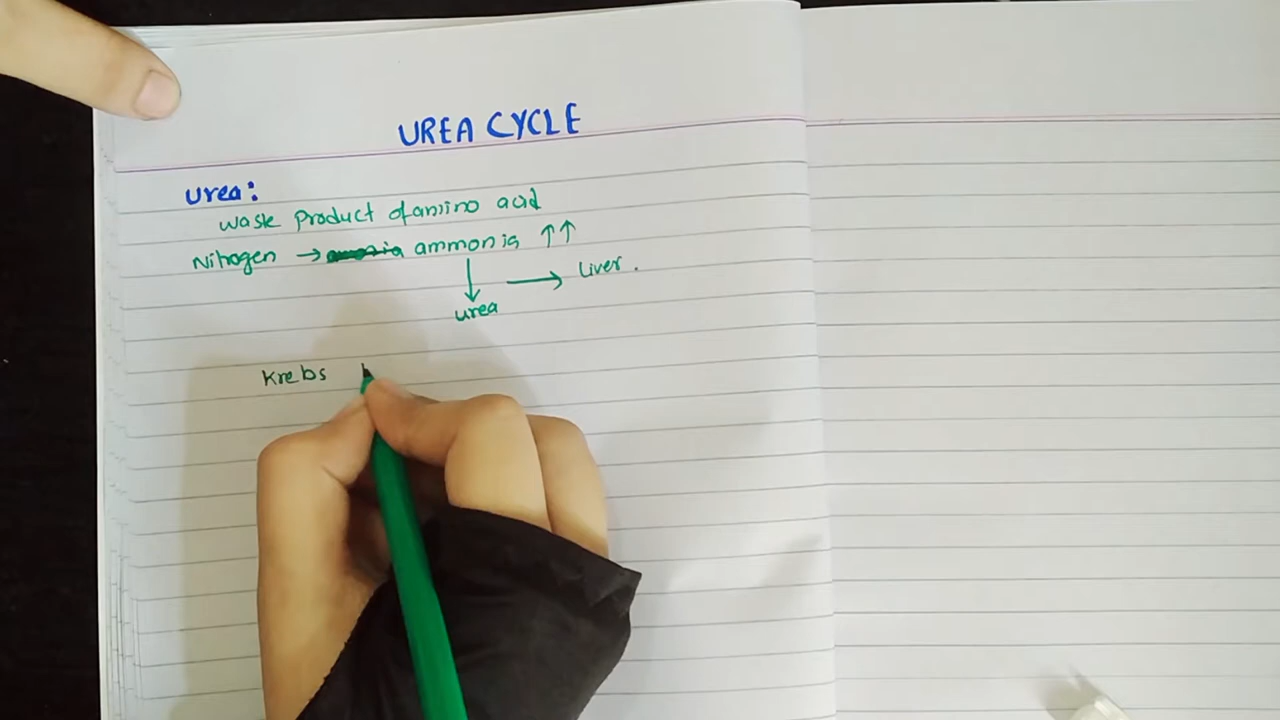 UREA CYCLE
Urea:
waste product of amino acid
Nitrogen → ammonia ↑↑
↓ → Liver.
urea
Krebs